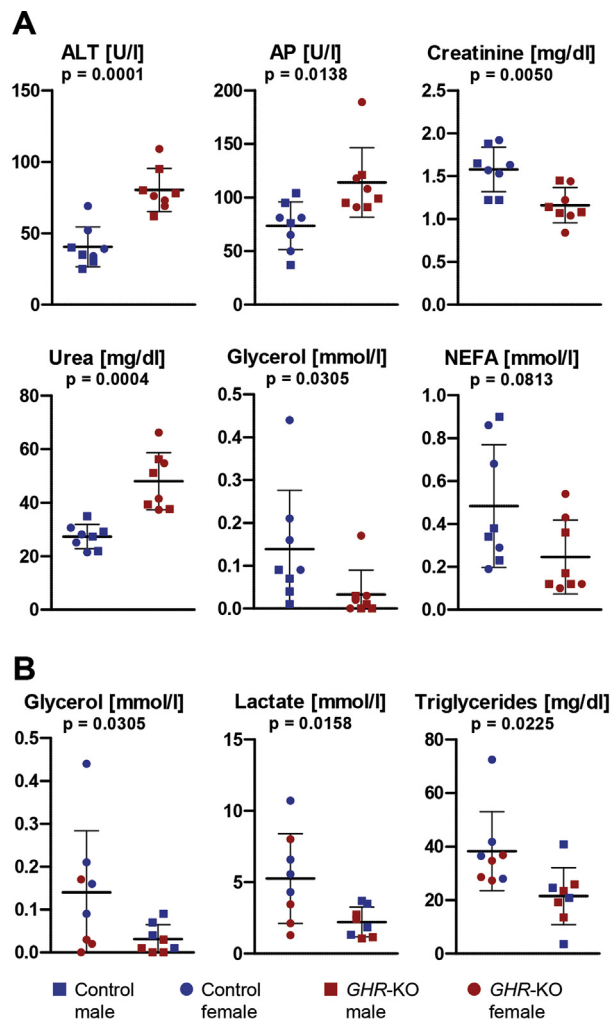 A
ALT [U/l]
p = 0.0001
150
100
50
0
AP [U/l]
p = 0.0138
200
150
100
50
0
Creatinine [mg/dl]
p = 0.0050
2.5
2.0
1.5
1.0
0.5
0.0
Urea [mg/dl]
p = 0.0004
80
60
40
20
0
Glycerol [mmol/l]
p = 0.0305
0.5
0.4
0.3
0.2
0.1
0.0
NEFA [mmol/l]
p = 0.0813
1.0
0.8
0.6
0.4
0.2
0.0
B
Glycerol [mmol/l]
p = 0.0305
0.5
0.4
0.3
0.2
0.1
0.0
Lactate [mmol/l]
p = 0.0158
15
10
5
0
Triglycerides [mg/dl]
p = 0.0225
80
60
40
20
0
Control male
Control female
GHR-KO male
GHR-KO female